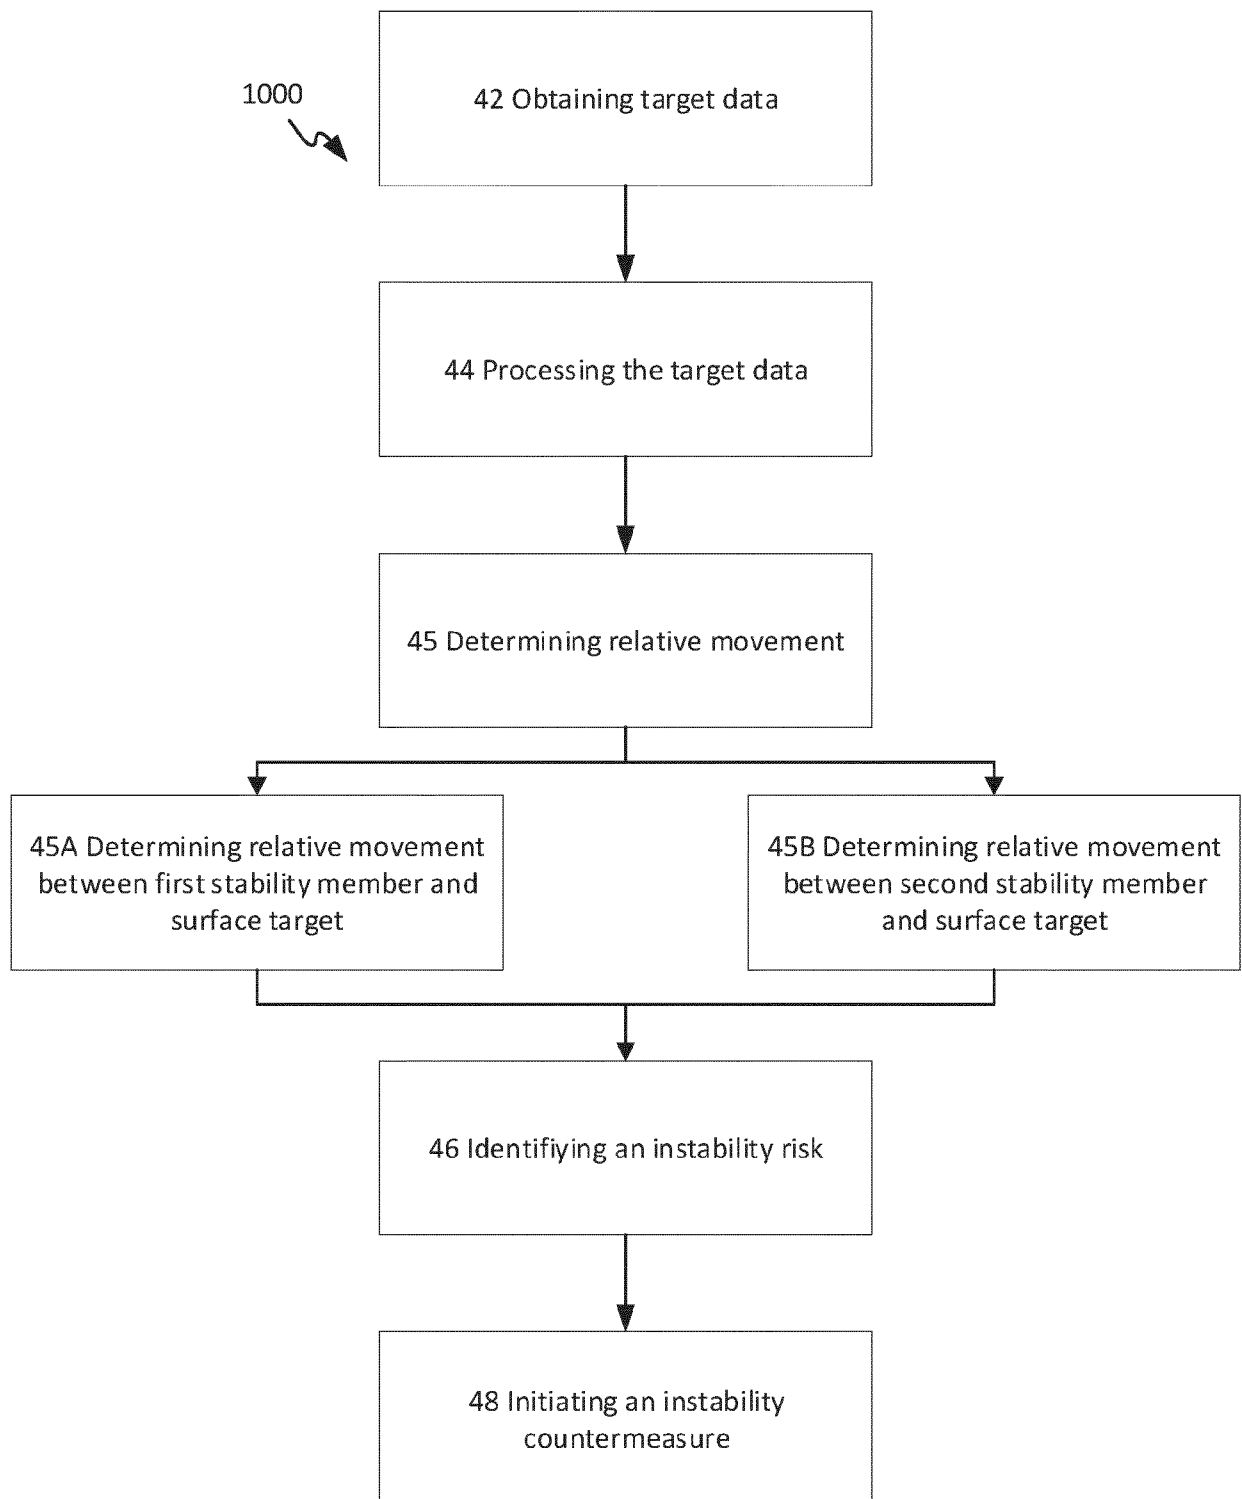 1000
42 Obtaining target data
44 Processing the target data
45 Determining relative movement
45A Determining relative movement
between first stability member and
surface target
45B Determining relative movement
between second stability member
and surface target
46 Identifiying an instability risk
48 Initiating an instability
countermeasure